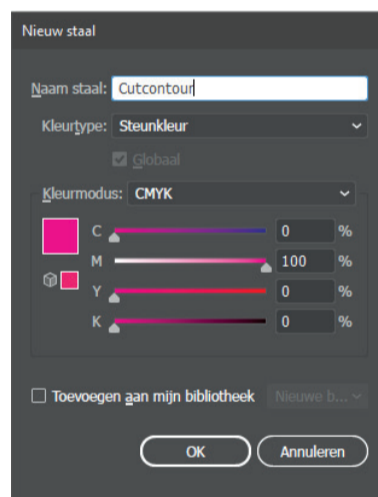 Nieuw staal
Naam staal: Cutcontour
Kleurtype: Steunkleur
Globaal
Kleurmodus: CMYK
C 0 %
M 100 %
Y 0 %
K 0 %
Toevoegen aan mijn bibliotheek Nieuwe b...
OK Annuleren